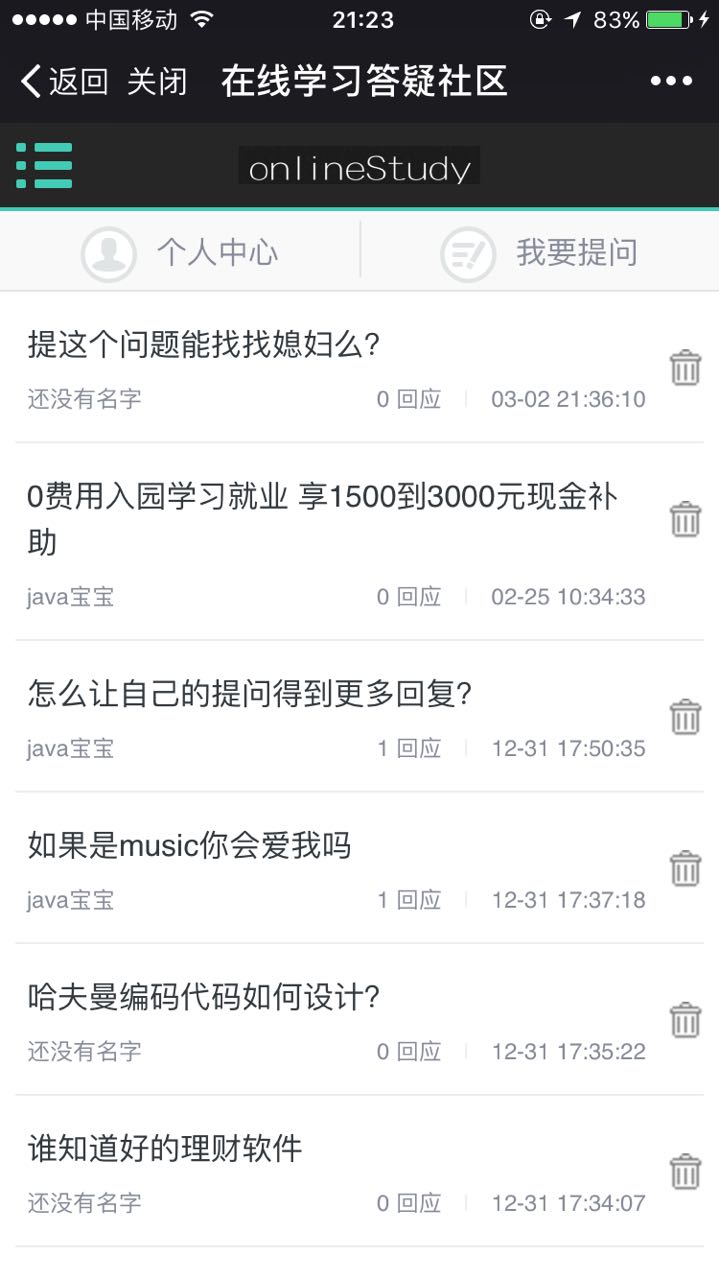 中国移动 21:23 83%
返回 关闭 在线学习答疑社区
onlineStudy
个人中心 我要提问
提这个问题能找找媳妇么?
还没有名字 0 回应 03-02 21:36:10
0费用入园学习就业 享1500到3000元现金补
助
java宝宝 0 回应 02-25 10:34:33
怎么让自己的提问得到更多回复?
java宝宝 1 回应 12-31 17:50:35
如果是music你会爱我吗
java宝宝 1 回应 12-31 17:37:18
哈夫曼编码代码如何设计?
还没有名字 0 回应 12-31 17:35:22
谁知道好的理财软件
还没有名字 0 回应 12-31 17:34:07